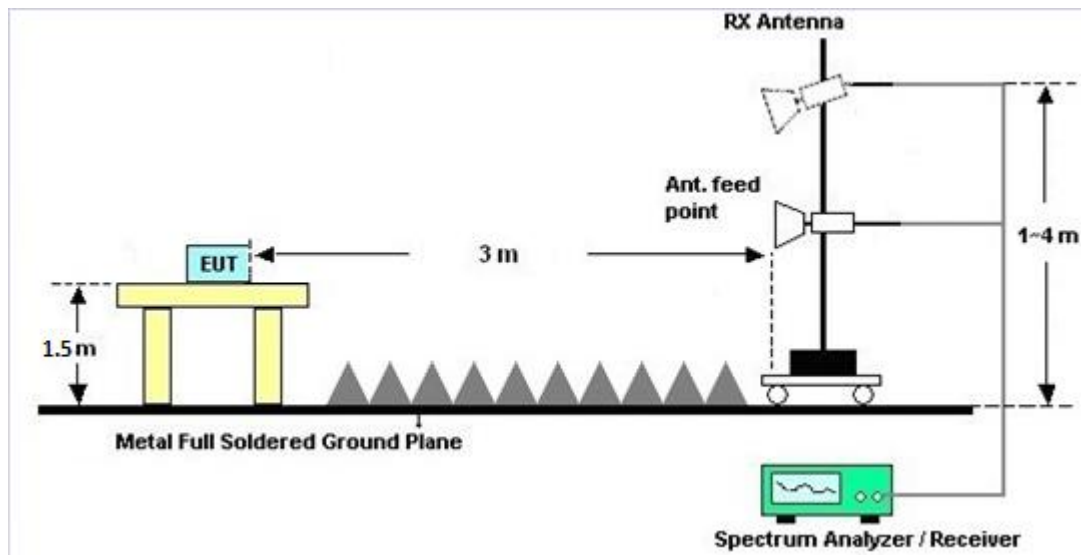 RX Antenna
Ant. feed
point
1~4 m
3 m
EUT
1.5 m
Metal Full Soldered Ground Plane
Spectrum Analyzer / Receiver